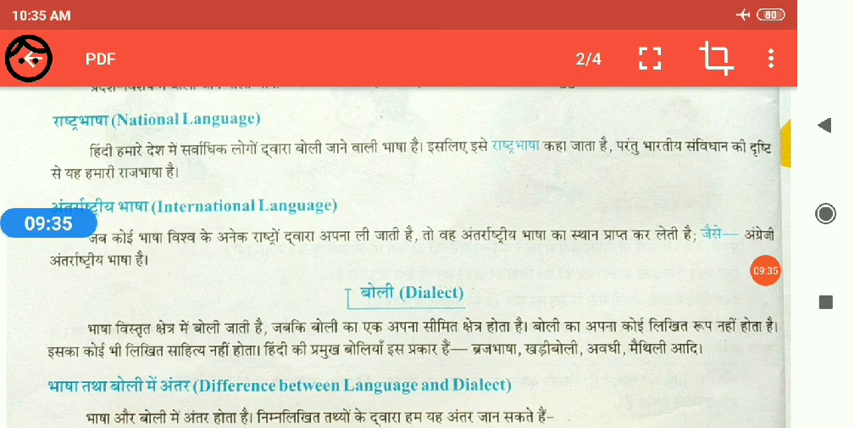 10:35 AM
80
PDF
2/4
राष्ट्रभाषा (National Language)
हिंदी हमारे देश में सर्वाधिक लोगों द्वारा बोली जाने वाली भाषा है। इसलिए इसे राष्ट्रभाषा कहा जाता है, परंतु भारतीय संविधान की दृष्टि
से यह हमारी राजभाषा है।
अंतर्राष्ट्रीय भाषा (International Language)
09:35
जब कोई भाषा विश्व के अनेक राष्ट्रों द्वारा अपना ली जाती है, तो वह अंतर्राष्ट्रीय भाषा का स्थान प्राप्त कर लेती है; जैसे— अंग्रेजी
अंतर्राष्ट्रीय भाषा है।
09:35
बोली (Dialect)
भाषा विस्तृत क्षेत्र में बोली जाती है, जबकि बोली का एक अपना सीमित क्षेत्र होता है। बोली का अपना कोई लिखित रूप नहीं होता है।
इसका कोई भी लिखित साहित्य नहीं होता। हिंदी की प्रमुख बोलियाँ इस प्रकार हैं— ब्रजभाषा, खड़ीबोली, अवधी, मैथिली आदि।
भाषा तथा बोली में अंतर (Difference between Language and Dialect)
भाषा और बोली में अंतर होता है। निम्नलिखित तथ्यों के द्वारा हम यह अंतर जान सकते हैं-